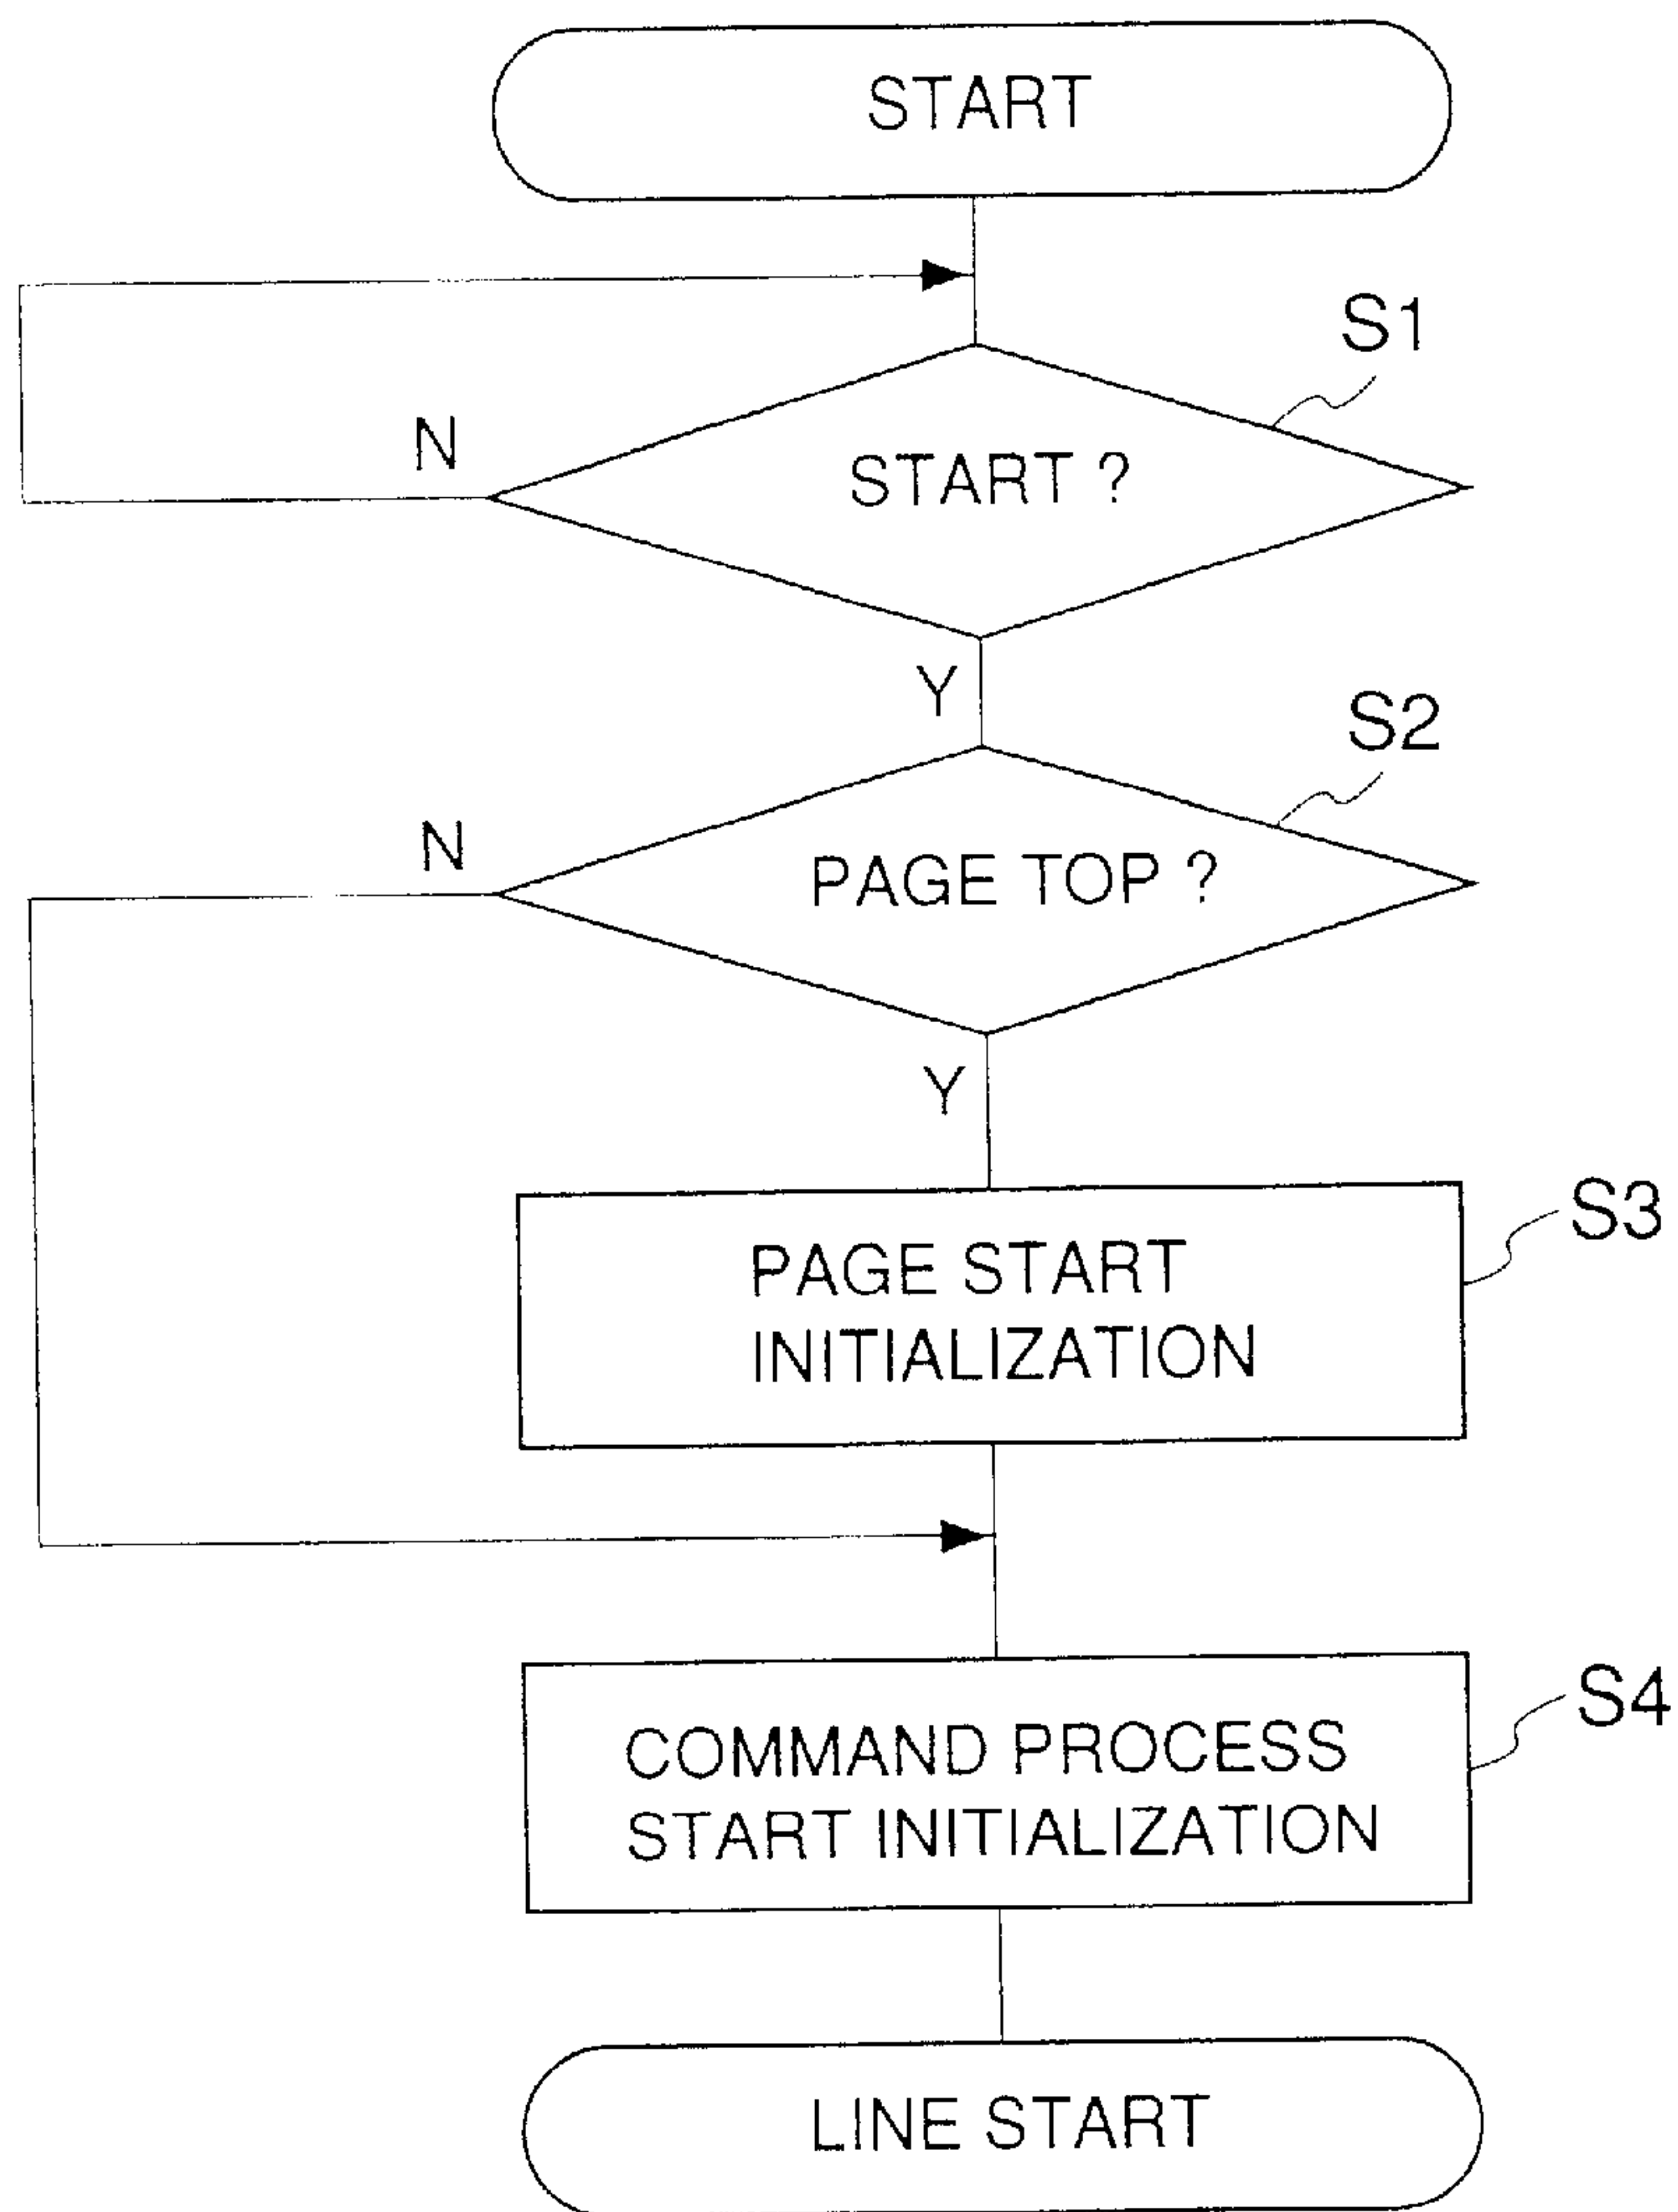 START
S1
N
START ?
Y
S2
N
PAGE TOP ?
Y
S3
PAGE START
INITIALIZATION
S4
COMMAND PROCESS
START INITIALIZATION
LINE START